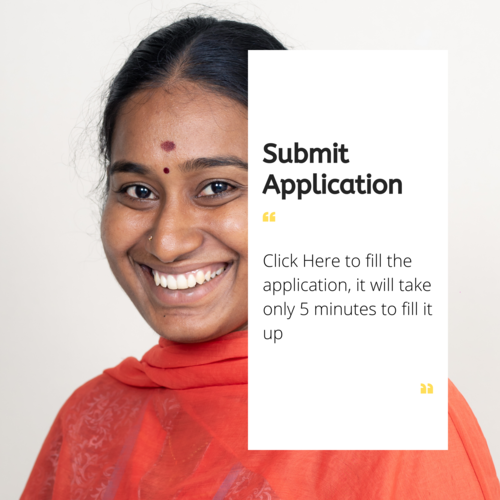 Submit
Application
❝
Click Here to fill the
application, it will take
only 5 minutes to fill it
up
❞